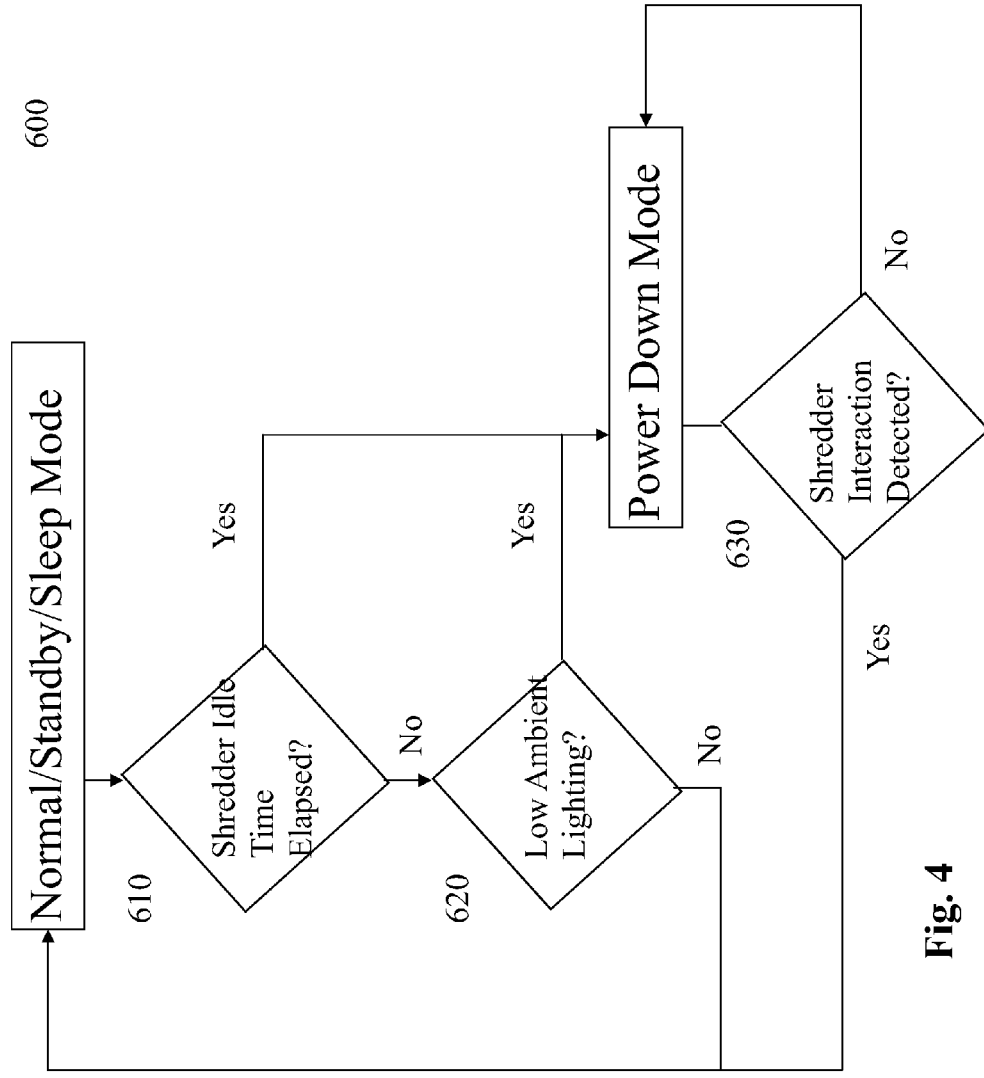 600
Normal/Standby/Sleep Mode
610
Shredder Idle
Time
Elapsed?
Yes
No
620
Low Ambient
Lighting?
Yes
No
Power Down Mode
630
Shredder
Interaction
Detected?
No
Yes
Fig. 4